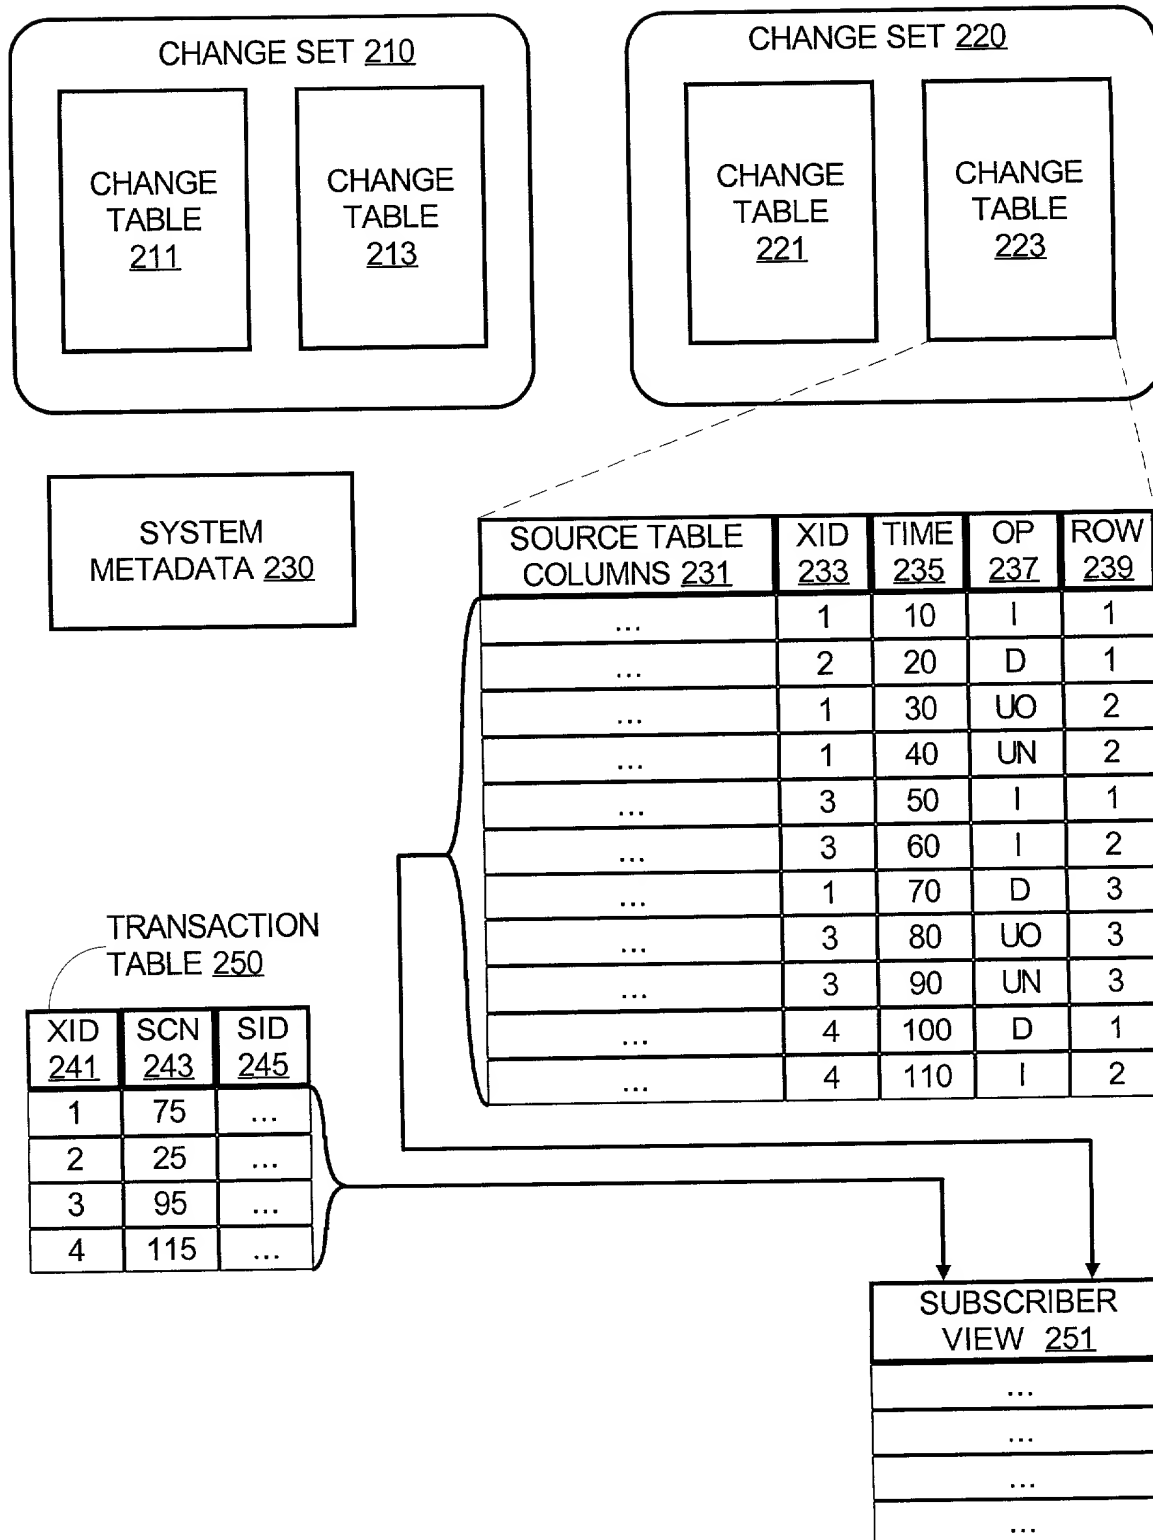 CHANGE SET 210
CHANGE TABLE 211
CHANGE TABLE 213
CHANGE SET 220
CHANGE TABLE 221
CHANGE TABLE 223
SYSTEM
METADATA 230
SOURCE TABLE COLUMNS 231 XID 233 TIME 235 OP 237 ROW 239
... 1 10 I 1
... 2 20 D 1
... 1 30 UO 2
... 1 40 UN 2
... 3 50 I 1
... 3 60 I 2
... 1 70 D 3
... 3 80 UO 3
... 3 90 UN 3
... 4 100 D 1
... 4 110 I 2
TRANSACTION
TABLE 250
XID 241 SCN 243 SID 245
1 75 ...
2 25 ...
3 95 ...
4 115 ...
SUBSCRIBER
VIEW 251
...
...
...
...